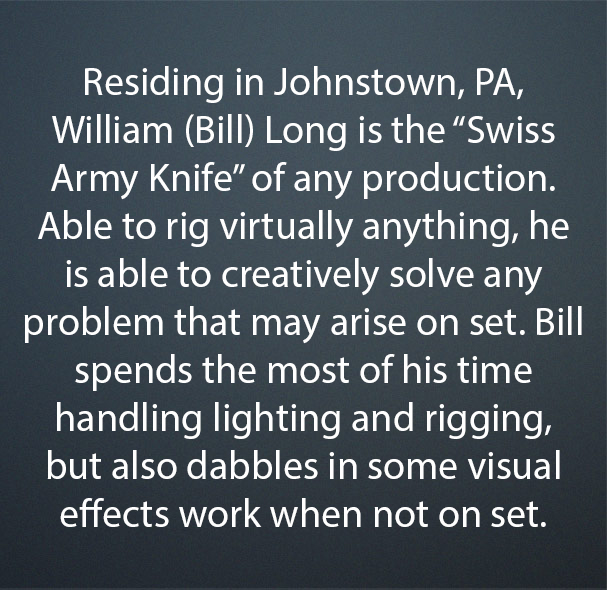 Residing in Johnstown, PA,
William (Bill) Long is the “Swiss
Army Knife” of any production.
Able to rig virtually anything, he
is able to creatively solve any
problem that may arise on set. Bill
spends the most of his time
handling lighting and rigging,
but also dabbles in some visual
effects work when not on set.